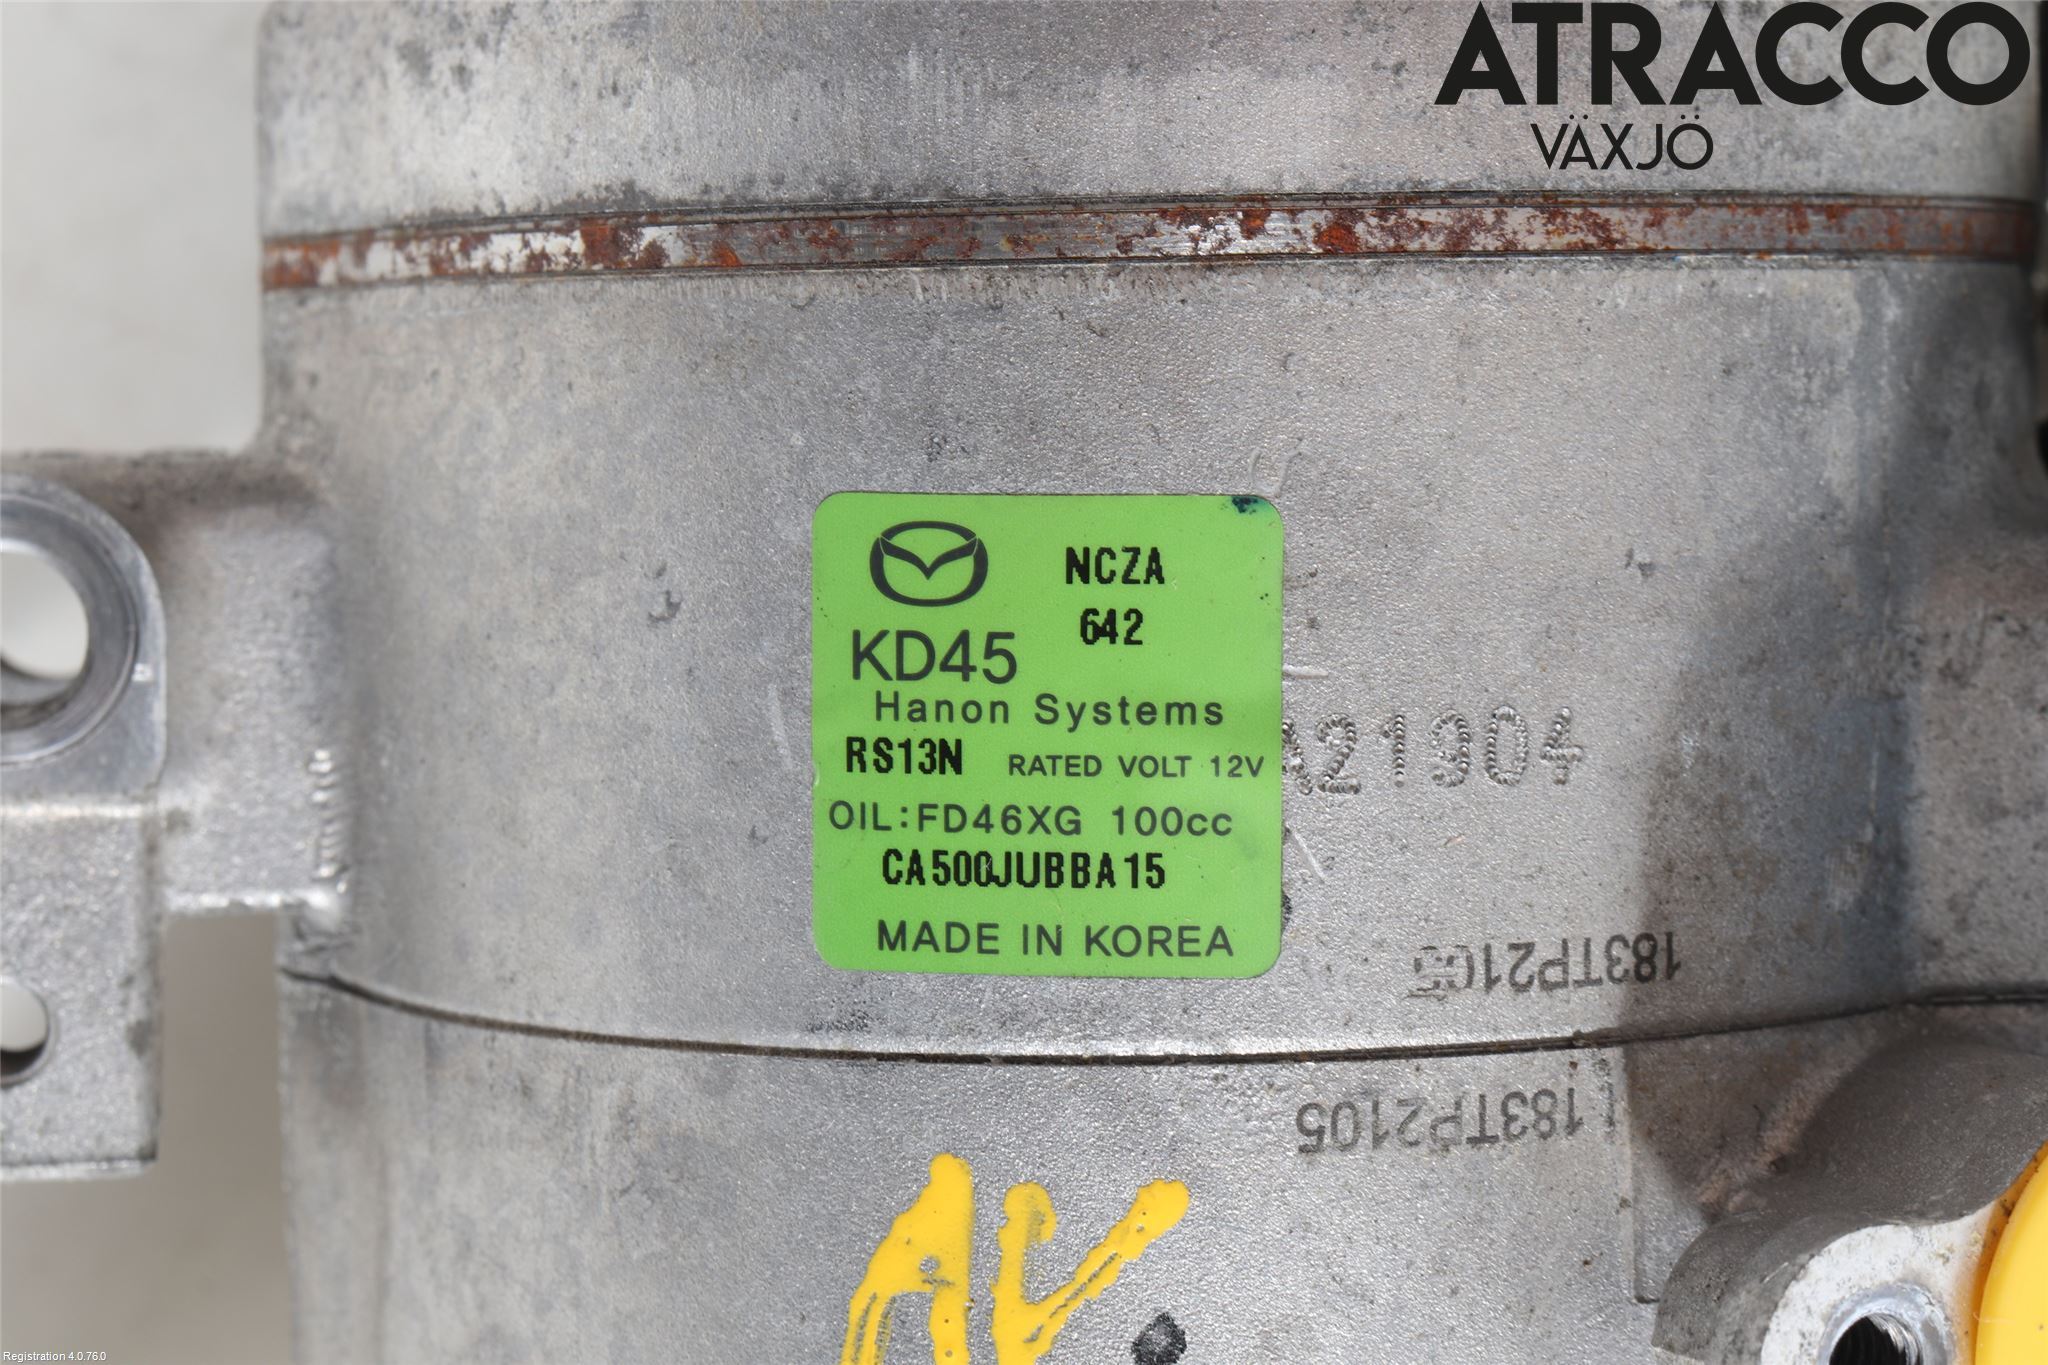 ATRACCO
VÄXJÖ
NCZA
642
KD45
Hanon Systems
RS13N RATED VOLT 12V
A21904
OIL:FD46XG 100cc
CA500JUBBA15
MADE IN KOREA
183TP2105
183TP2105
Registration 4.0.76.0